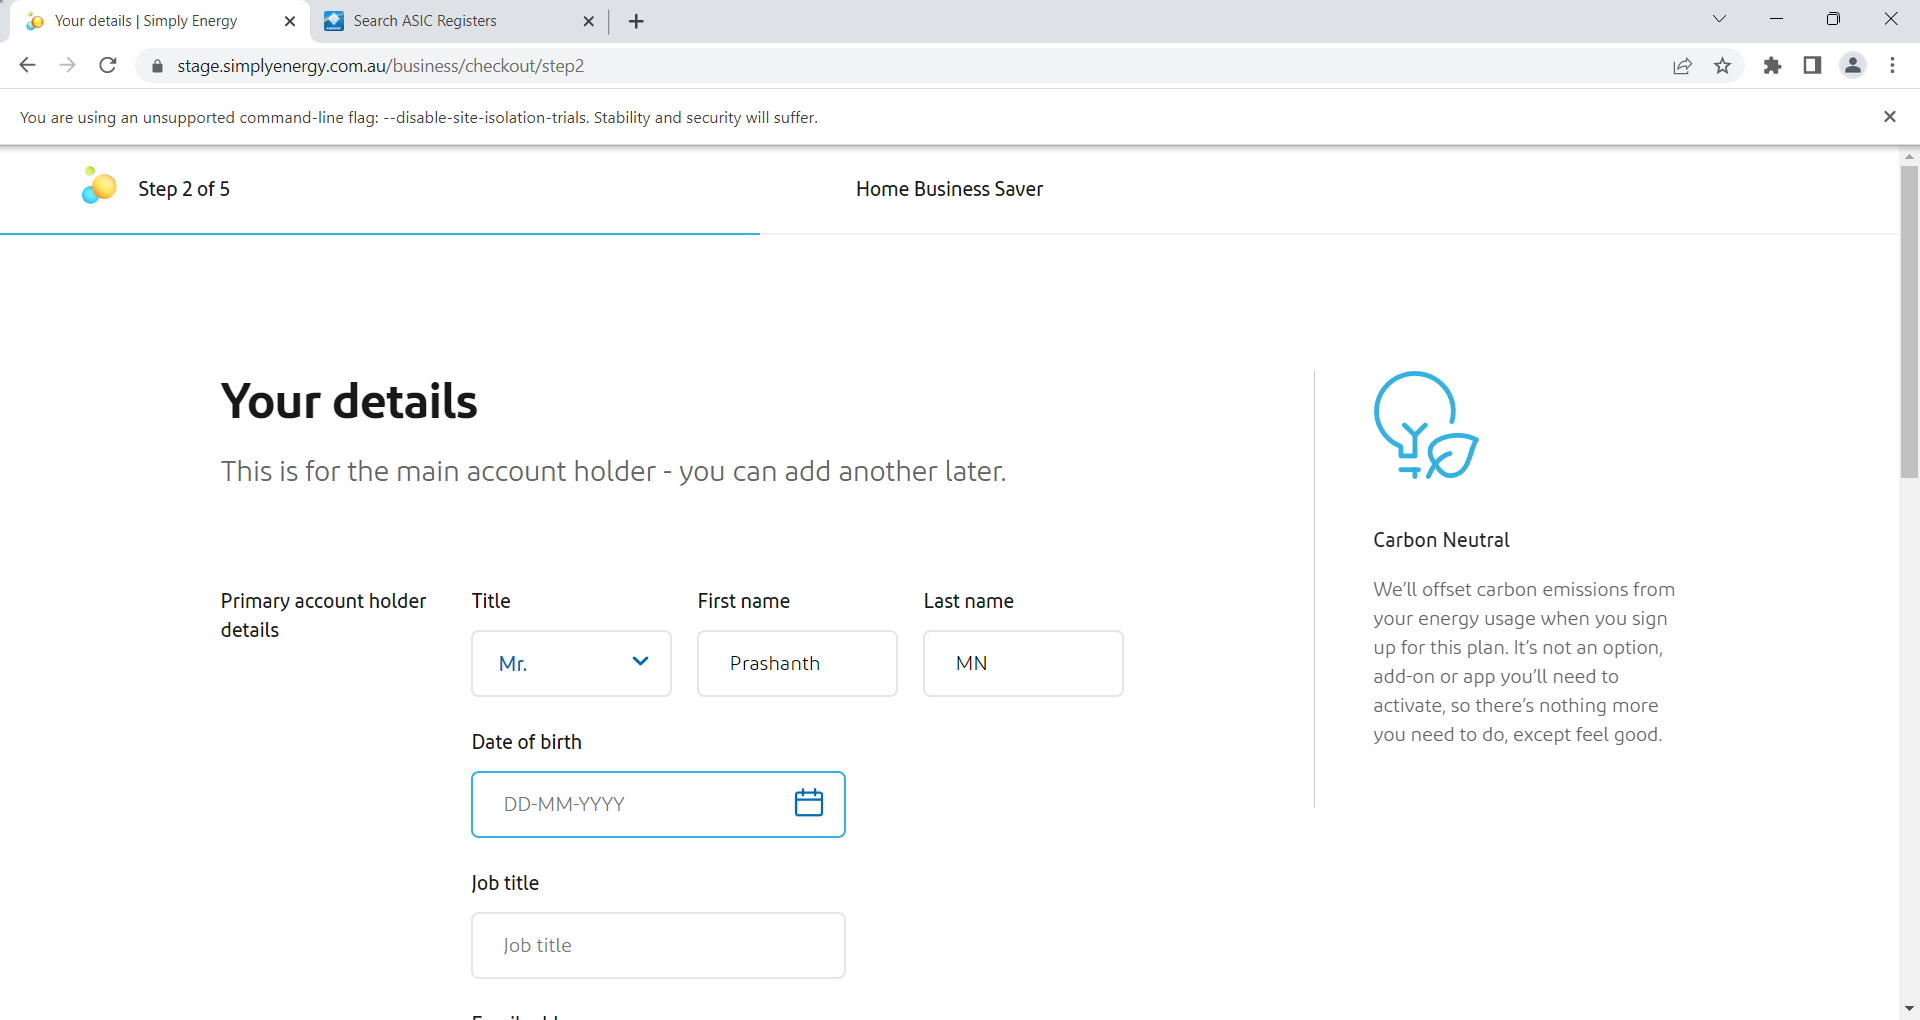 Your details | Simply Energy
Search ASIC Registers
stage.simplyenergy.com.au/business/checkout/step2
You are using an unsupported command-line flag: --disable-site-isolation-trials. Stability and security will suffer.
Step 2 of 5
Home Business Saver
Your details
This is for the main account holder - you can add another later.
Primary account holder
details
Title
First name
Last name
Mr.
Prashanth
MN
Date of birth
DD-MM-YYYY
Job title
Job title
Carbon Neutral
We'll offset carbon emissions from
your energy usage when you sign
up for this plan. It's not an option,
add-on or app you'll need to
activate, so there's nothing more
you need to do, except feel good.